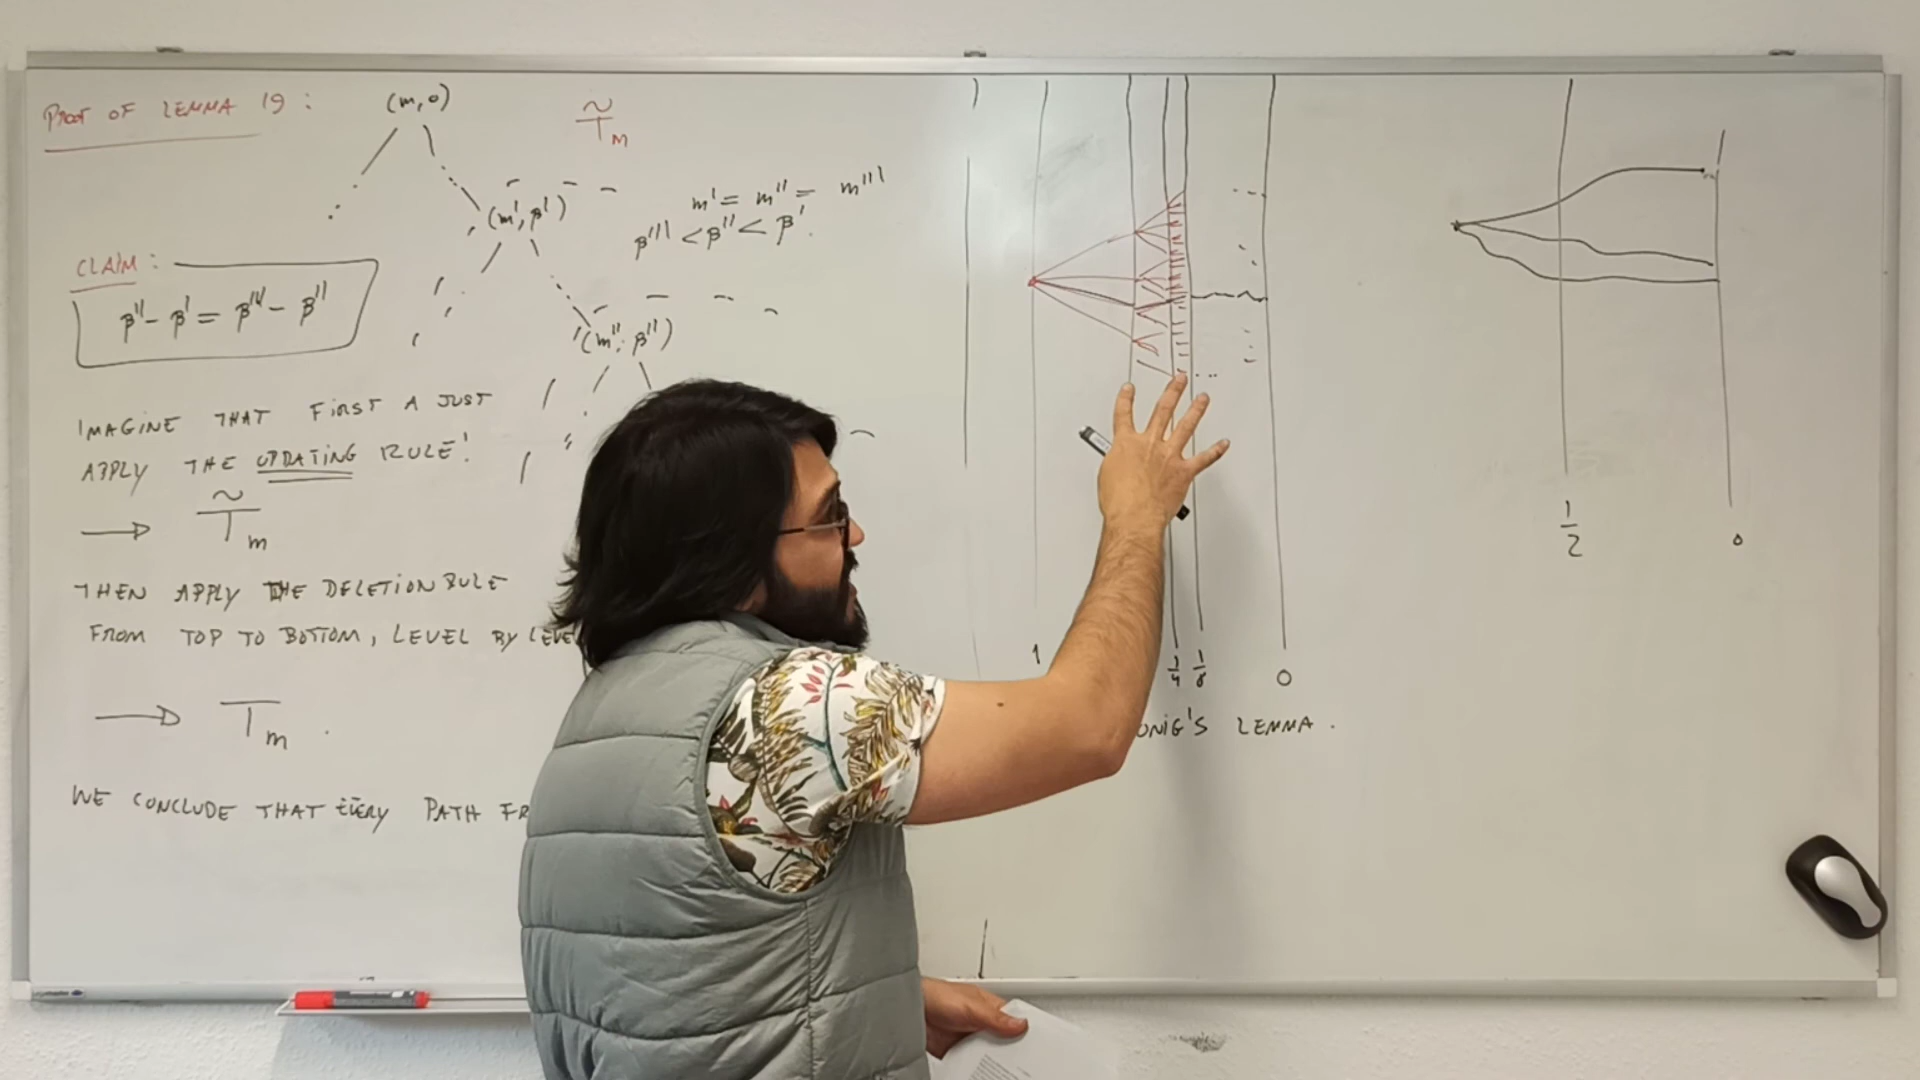 PROOF OF LEMMA 19 :
(m, 0)
T̃m
(m', β')
m' = m'' = m'''
β''' < β'' < β'.
CLAIM :
β'' - β' = β''' - β''
(m'', β'')
IMAGINE THAT FIRST A JUST
APPLY THE UPDATING RULE!
→ T̃m
THEN APPLY THE DELETION RULE
FROM TOP TO BOTTOM, LEVEL BY LEVEL
→ Tm .
WE CONCLUDE THAT EVERY PATH FR
1
1/4
1/8
0
ONIG'S LEMMA .
1/2
0